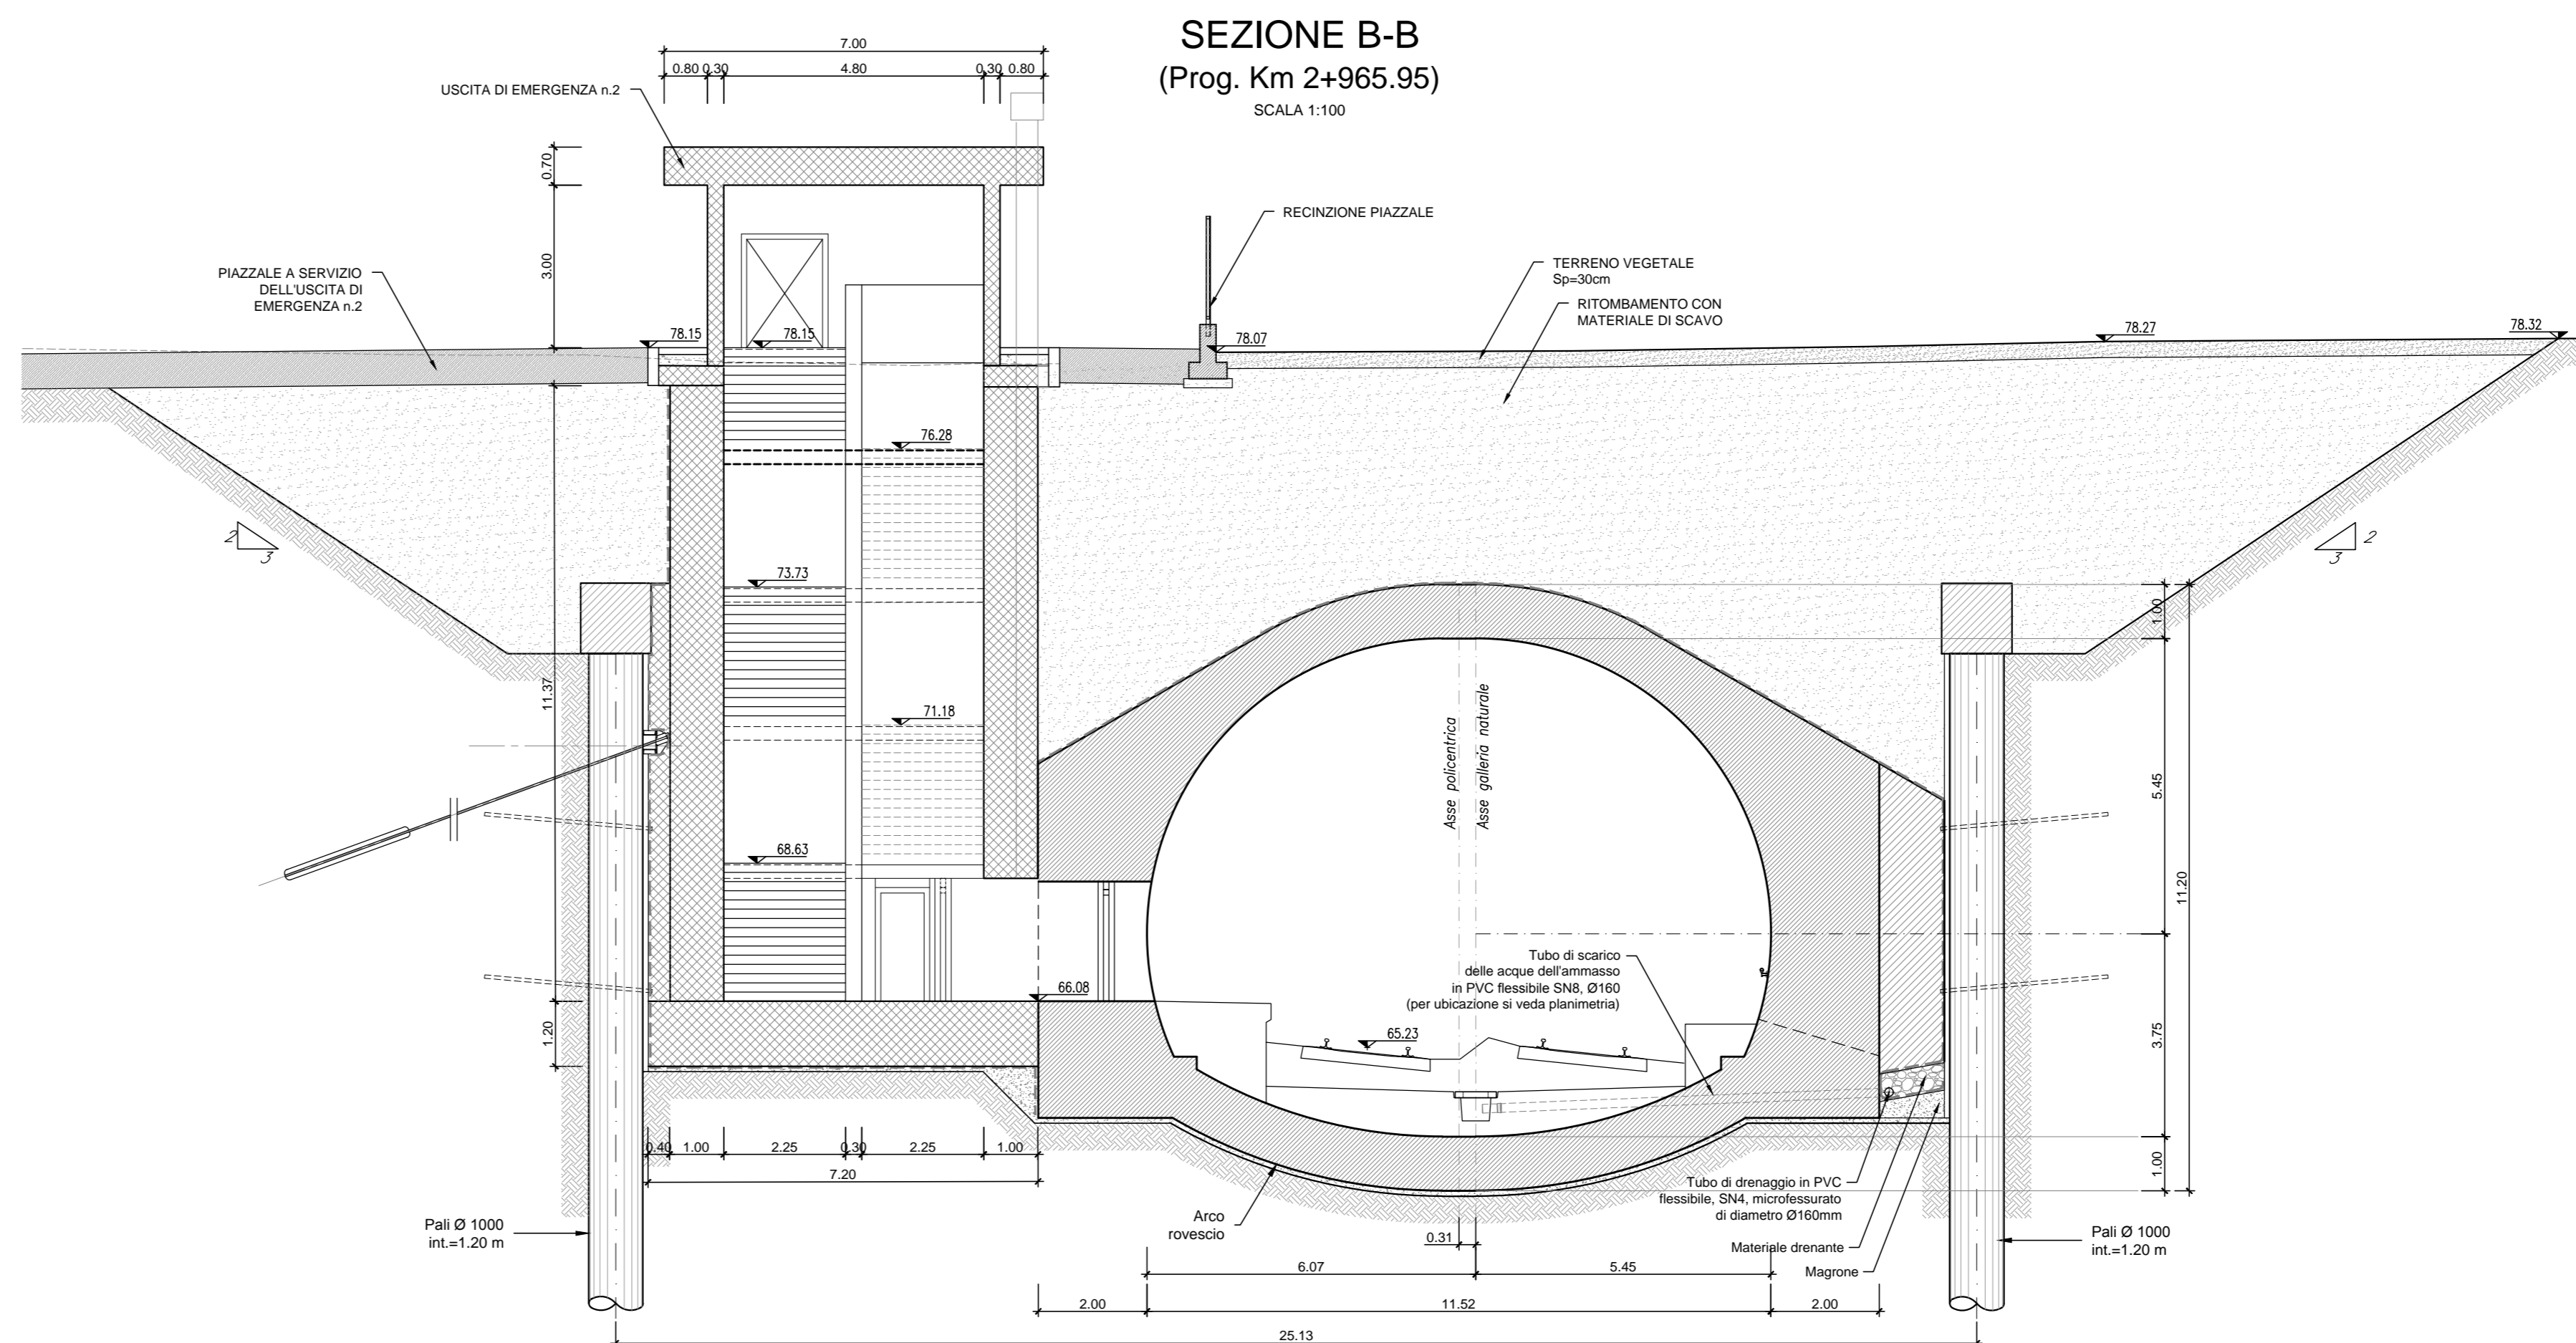 SEZIONE B-B
(Prog. Km 2+965.95)
SCALA 1:100
7.00
0.80
0.30
4.80
0.30
0.80
USCITA DI EMERGENZA n.2
0.70
3.00
RECINZIONE PIAZZALE
PIAZZALE A SERVIZIO
DELL'USCITA DI
EMERGENZA n.2
TERRENO VEGETALE
Sp=30cm
RITOMBAMENTO CON
MATERIALE DI SCAVO
78.15
78.15
78.07
78.27
78.32
76.28
2
3
2
3
73.73
1.00
11.37
71.18
Asse policentrica
Asse galleria naturale
5.45
11.20
68.63
66.08
Tubo di scarico
delle acque dell'ammasso
in PVC flessibile SN8, Ø160
(per ubicazione si veda planimetria)
65.23
1.20
3.75
0.40
1.00
2.25
0.30
2.25
1.00
7.20
1.00
Tubo di drenaggio in PVC
flessibile, SN4, microfessurato
di diametro Ø160mm
Arco
rovescio
Pali Ø 1000
int.=1.20 m
0.31
Materiale drenante
Magrone
Pali Ø 1000
int.=1.20 m
6.07
5.45
2.00
11.52
2.00
25.13